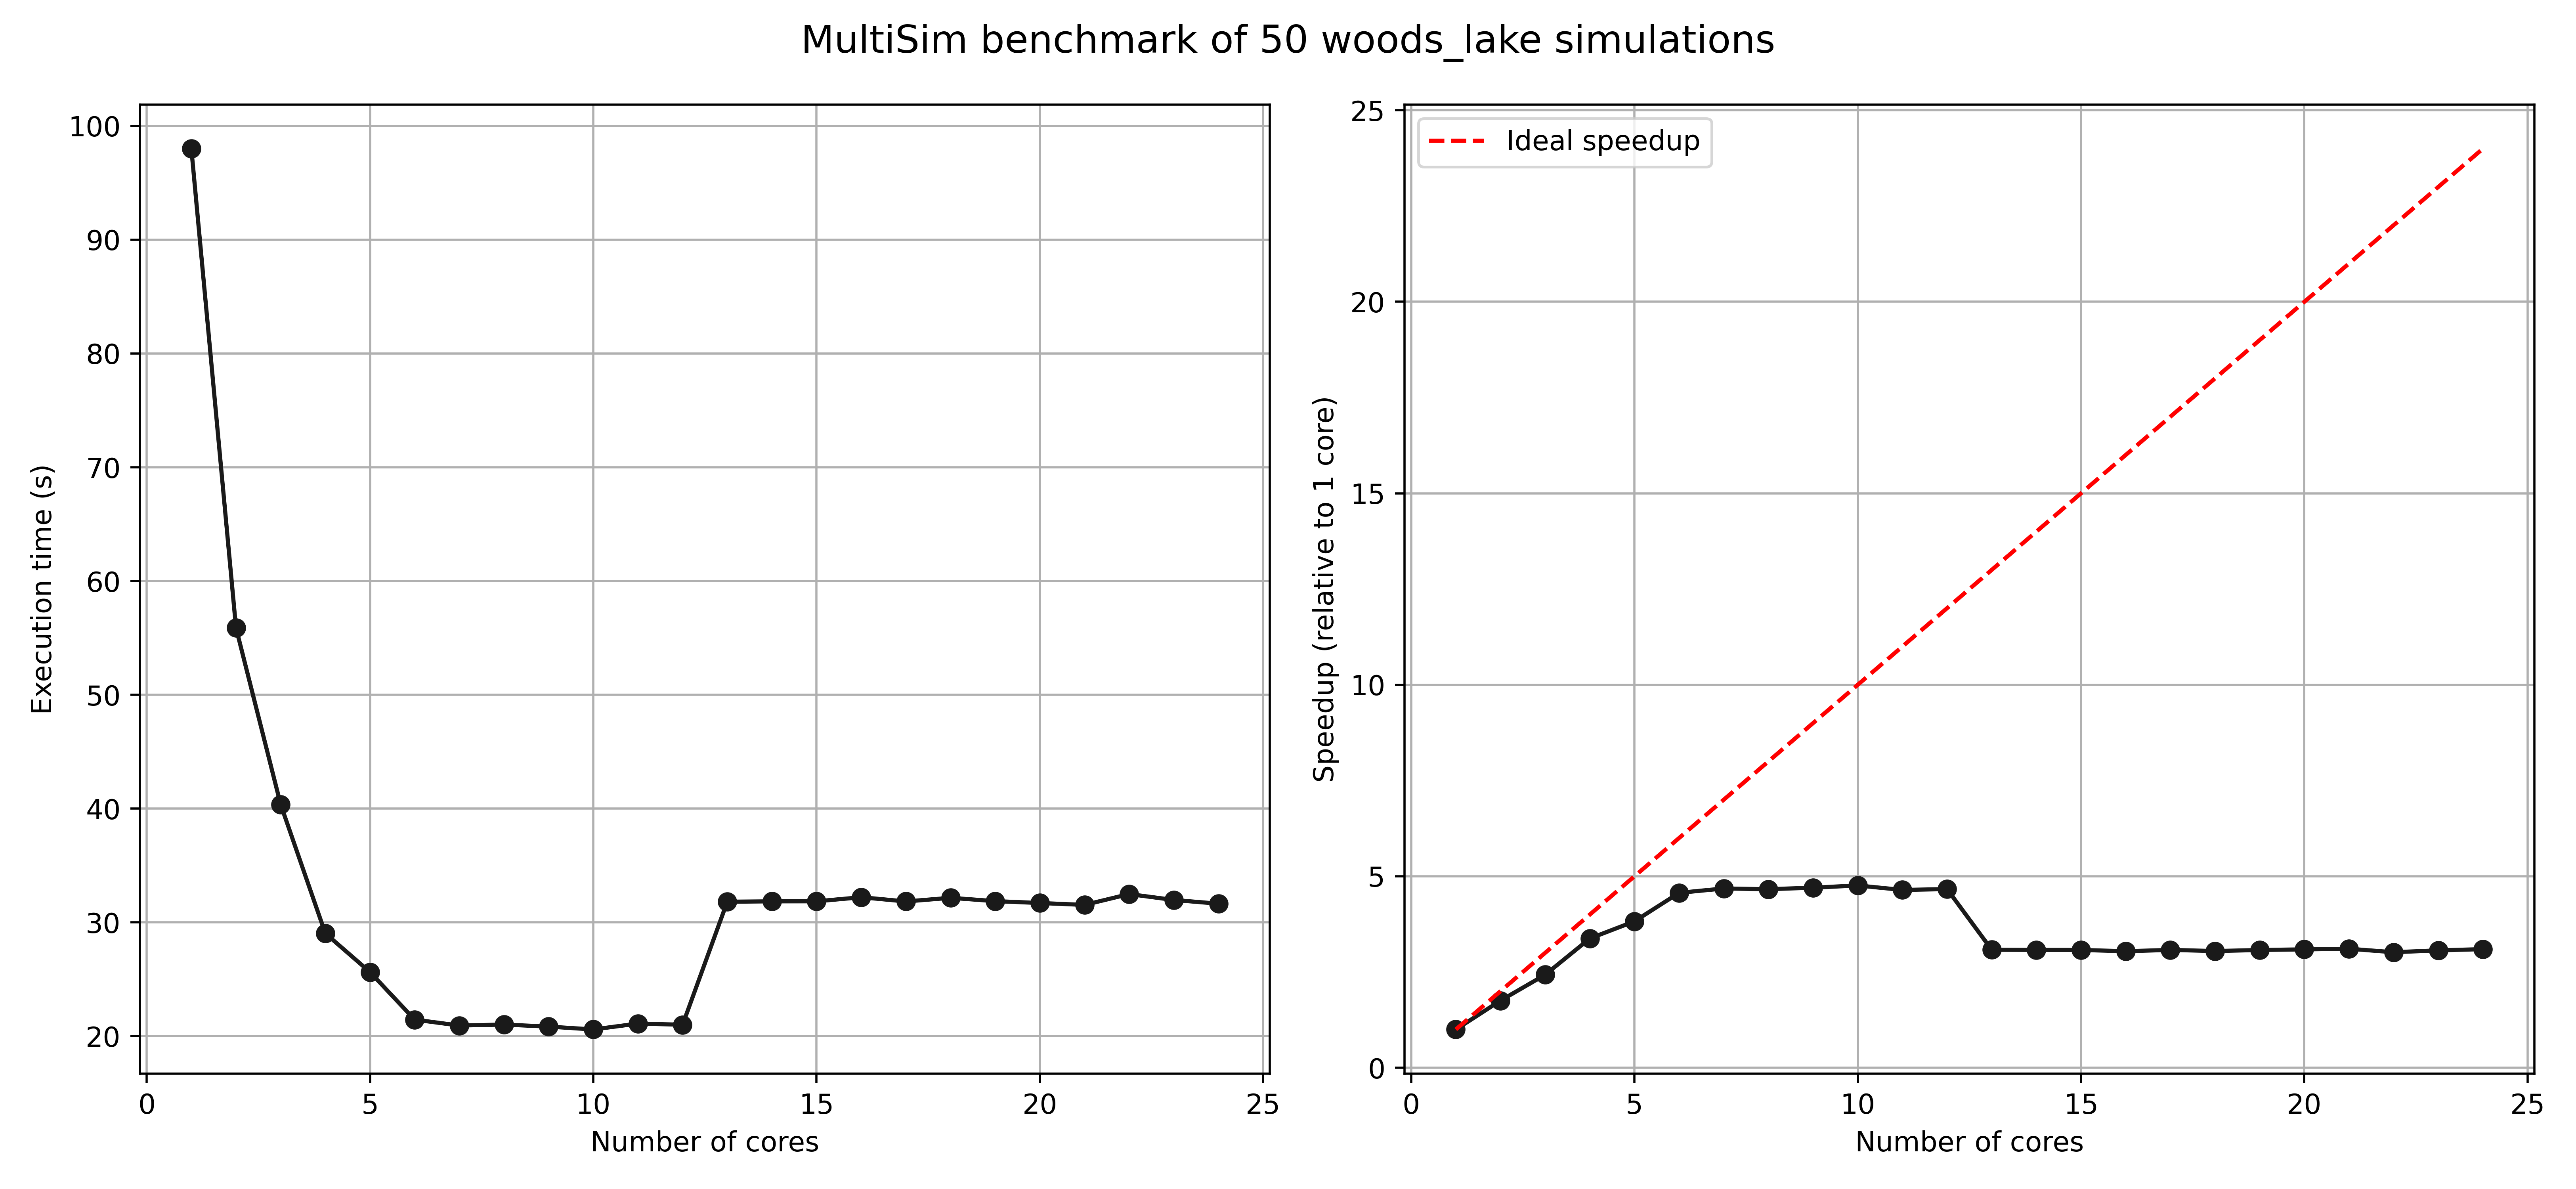 MultiSim benchmark of 50 woods_lake simulations
Execution time (s)
100
90
80
70
60
50
40
30
20
0 5 10 15 20 25
Number of cores
Speedup (relative to 1 core)
25
20
15
10
5
0
Ideal speedup
0 5 10 15 20 25
Number of cores